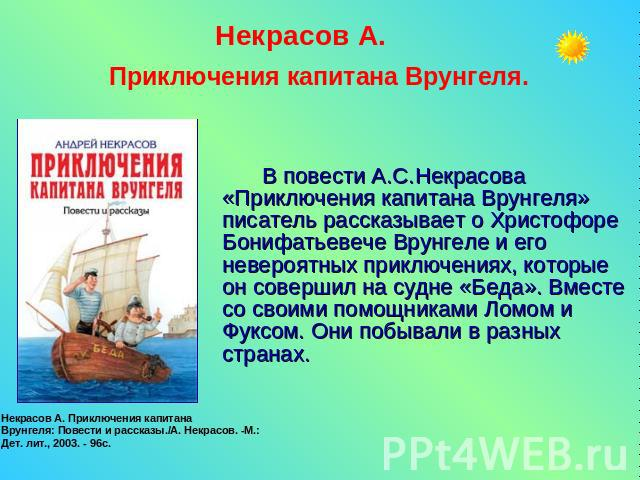 Некрасов А.
Приключения капитана Врунгеля.
АНДРЕЙ НЕКРАСОВ
ПРИКЛЮЧЕНИЯ
КАПИТАНА ВРУНГЕЛЯ
Повести и рассказы
БЕДА
В повести А.С.Некрасова
«Приключения капитана Врунгеля»
писатель рассказывает о Христофоре
Бонифатьевече Врунгеле и его
невероятных приключениях, которые
он совершил на судне «Беда». Вместе
со своими помощниками Ломом и
Фуксом. Они побывали в разных
странах.
Некрасов А. Приключения капитана
Врунгеля: Повести и рассказы./А. Некрасов. -М.:
Дет. лит., 2003. - 96с.
PPt4WEB.ru